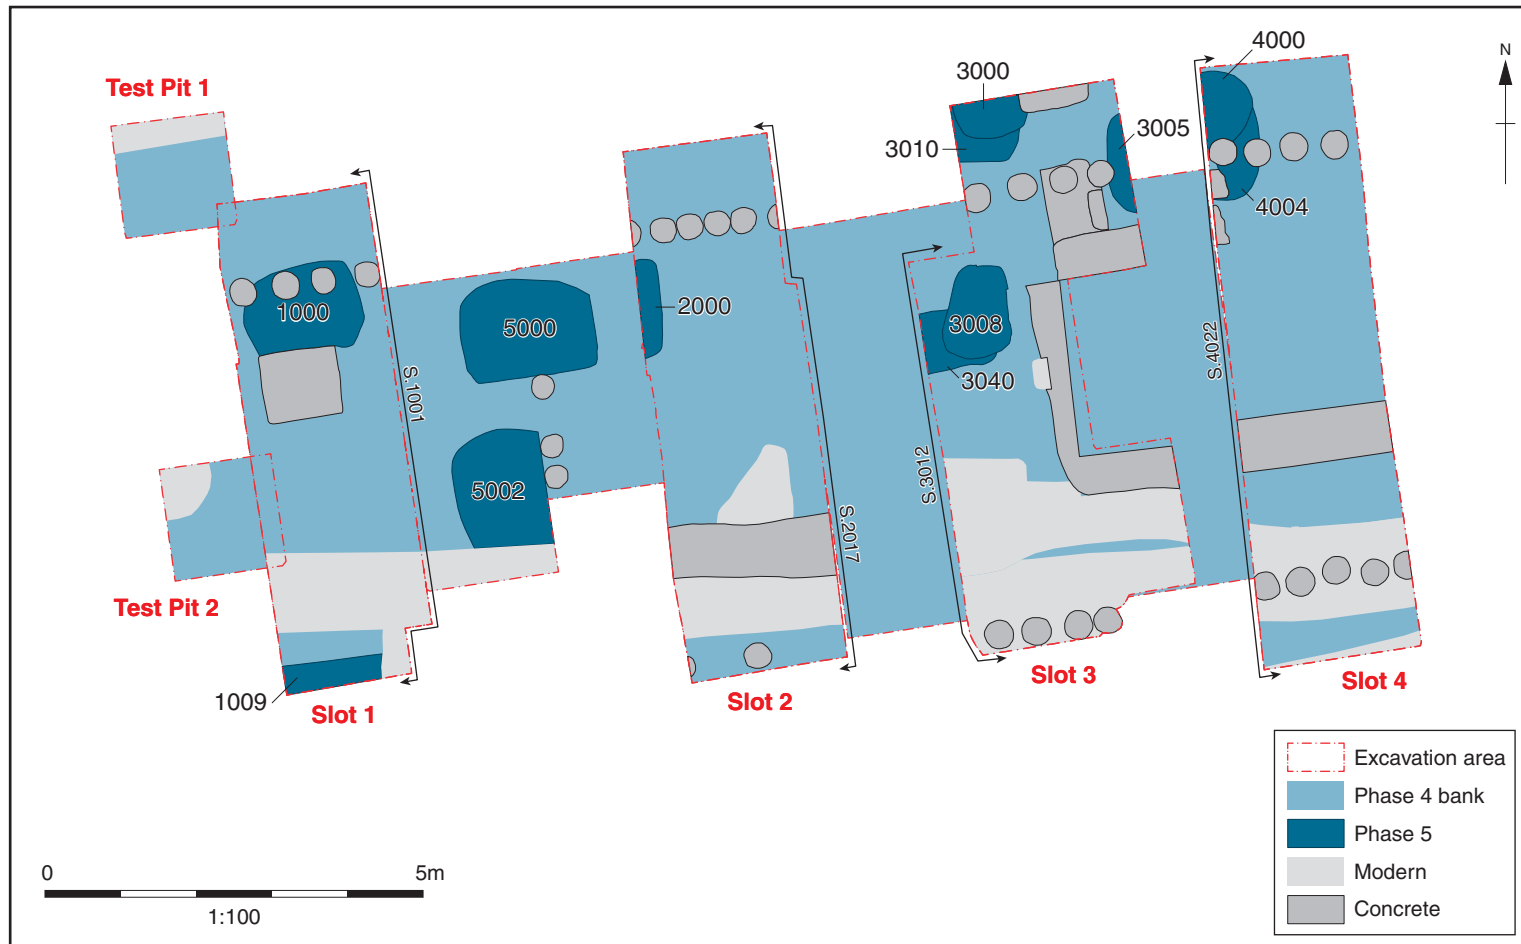 Test Pit 1
3000
4000
N
3010
3005
4004
1000
5000
2000
3008
3040
S.1001
S.4022
S.3012
5002
S.2017
Test Pit 2
1009
Slot 1
Slot 2
Slot 3
Slot 4
Excavation area
Phase 4 bank
Phase 5
Modern
Concrete
0 5m
1:100